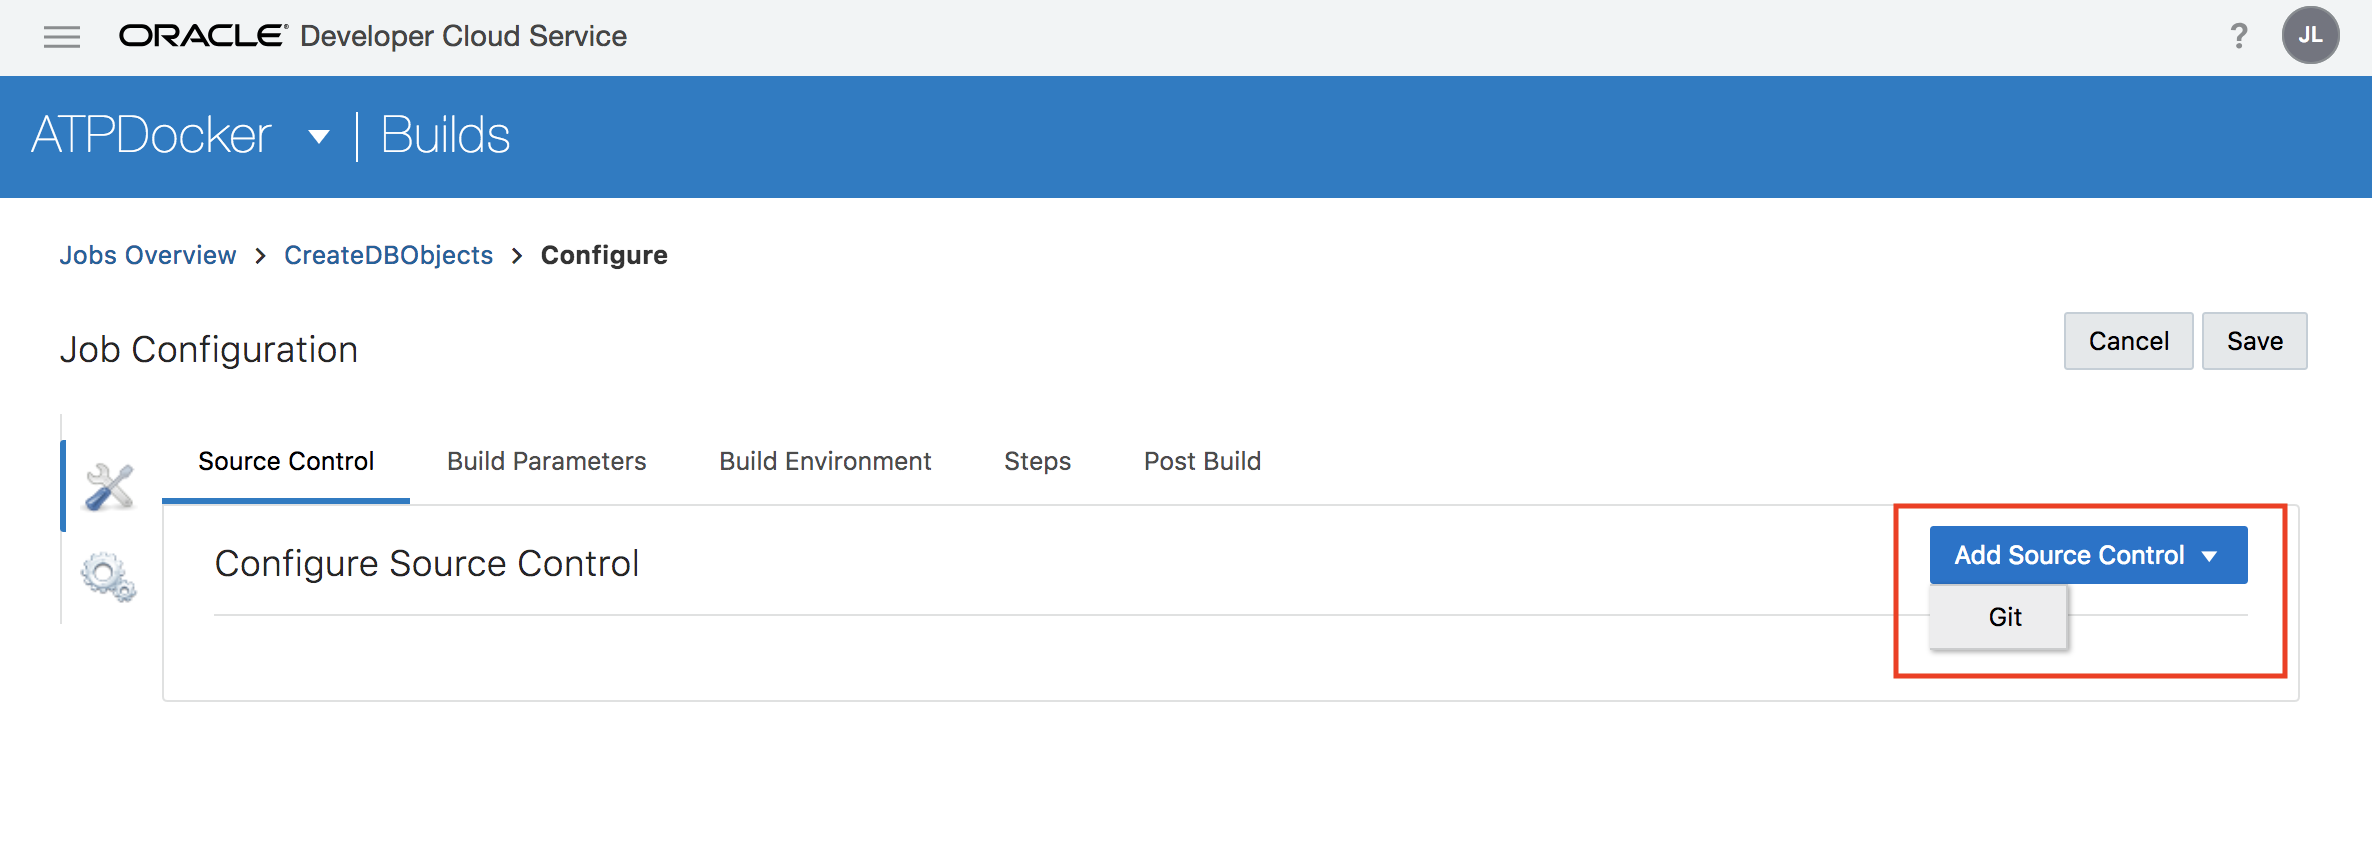 ORACLE® Developer Cloud Service
? JL
ATPDocker | Builds
Jobs Overview > CreateDBObjects > Configure
Job Configuration
Cancel Save
Source Control Build Parameters Build Environment Steps Post Build
Configure Source Control
Add Source Control
Git